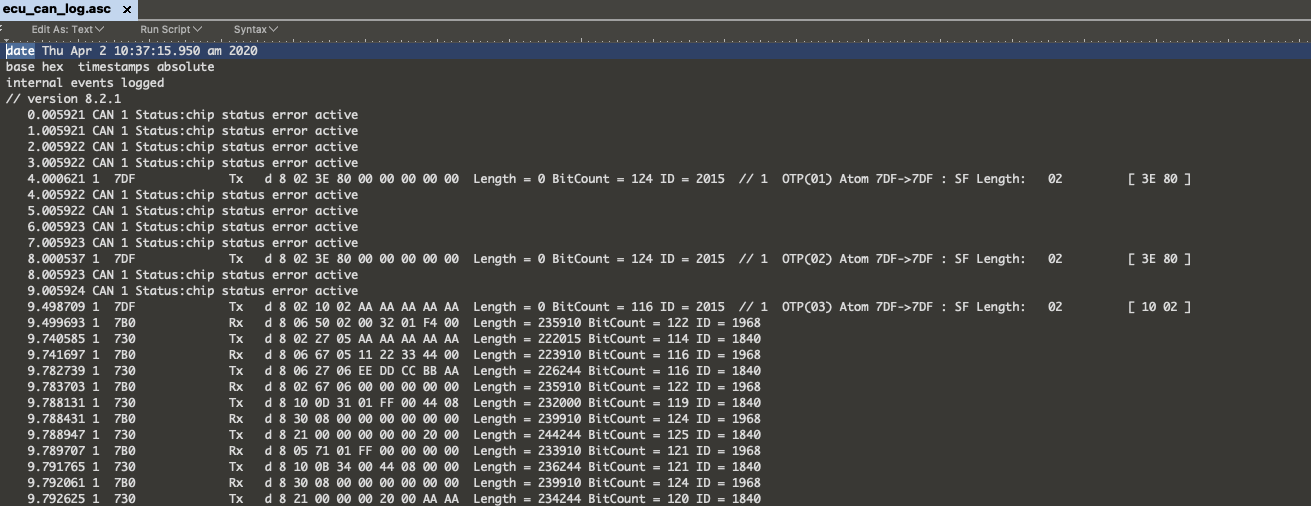 ecu_can_log.asc ×
Edit As: Text Run Script Syntax
date Thu Apr 2 10:37:15.950 am 2020
base hex  timestamps absolute
internal events logged
// version 8.2.1
   0.005921 CAN 1 Status:chip status error active
   1.005921 CAN 1 Status:chip status error active
   2.005922 CAN 1 Status:chip status error active
   3.005922 CAN 1 Status:chip status error active
   4.000621 1  7DF             Tx   d 8 02 3E 80 00 00 00 00 00  Length = 0 BitCount = 124 ID = 2015  // 1  OTP(01) Atom 7DF->7DF : SF Length:   02         [ 3E 80 ]
   4.005922 CAN 1 Status:chip status error active
   5.005922 CAN 1 Status:chip status error active
   6.005923 CAN 1 Status:chip status error active
   7.005923 CAN 1 Status:chip status error active
   8.000537 1  7DF             Tx   d 8 02 3E 80 00 00 00 00 00  Length = 0 BitCount = 124 ID = 2015  // 1  OTP(02) Atom 7DF->7DF : SF Length:   02         [ 3E 80 ]
   8.005923 CAN 1 Status:chip status error active
   9.005924 CAN 1 Status:chip status error active
   9.498709 1  7DF             Tx   d 8 02 10 02 AA AA AA AA AA  Length = 0 BitCount = 116 ID = 2015  // 1  OTP(03) Atom 7DF->7DF : SF Length:   02         [ 10 02 ]
   9.499693 1  7B0             Rx   d 8 06 50 02 00 32 01 F4 00  Length = 235910 BitCount = 122 ID = 1968
   9.740585 1  730             Tx   d 8 02 27 05 AA AA AA AA AA  Length = 222015 BitCount = 114 ID = 1840
   9.741697 1  7B0             Rx   d 8 06 67 05 11 22 33 44 00  Length = 223910 BitCount = 116 ID = 1968
   9.782739 1  730             Tx   d 8 06 27 06 EE DD CC BB AA  Length = 226244 BitCount = 116 ID = 1840
   9.783703 1  7B0             Rx   d 8 02 67 06 00 00 00 00 00  Length = 235910 BitCount = 122 ID = 1968
   9.788131 1  730             Tx   d 8 10 0D 31 01 FF 00 44 08  Length = 232000 BitCount = 119 ID = 1840
   9.788431 1  7B0             Rx   d 8 30 08 00 00 00 00 00 00  Length = 239910 BitCount = 124 ID = 1968
   9.788947 1  730             Tx   d 8 21 00 00 00 00 00 20 00  Length = 244244 BitCount = 125 ID = 1840
   9.789707 1  7B0             Rx   d 8 05 71 01 FF 00 00 00 00  Length = 233910 BitCount = 121 ID = 1968
   9.791765 1  730             Tx   d 8 10 0B 34 00 44 08 00 00  Length = 236244 BitCount = 121 ID = 1840
   9.792061 1  7B0             Rx   d 8 30 08 00 00 00 00 00 00  Length = 239910 BitCount = 124 ID = 1968
   9.792625 1  730             Tx   d 8 21 00 00 00 20 00 AA AA  Length = 234244 BitCount = 120 ID = 1840